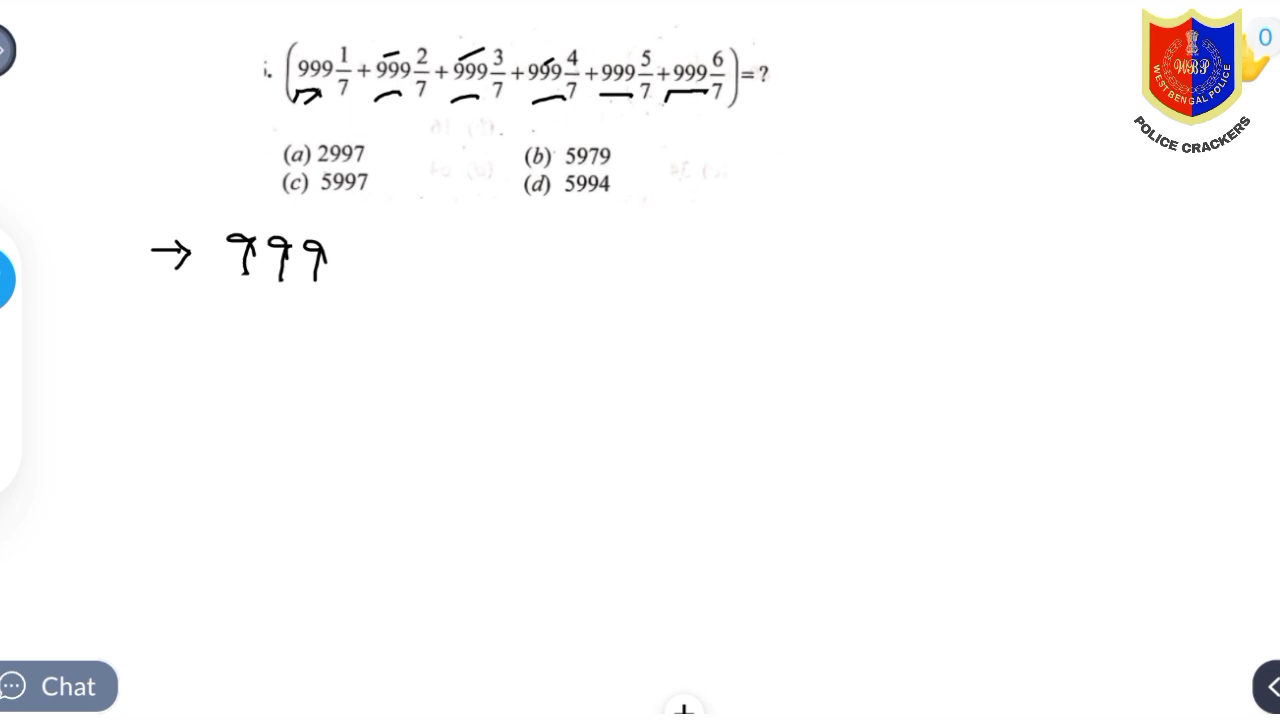 0
i. (999 1/7 + 999 2/7 + 999 3/7 + 999 4/7 + 999 5/7 + 999 6/7) = ?
(a) 2997 (b) 5979
(c) 5997 (d) 5994
→ 999
WBP
WEST BENGAL POLICE
POLICE CRACKERS
Chat